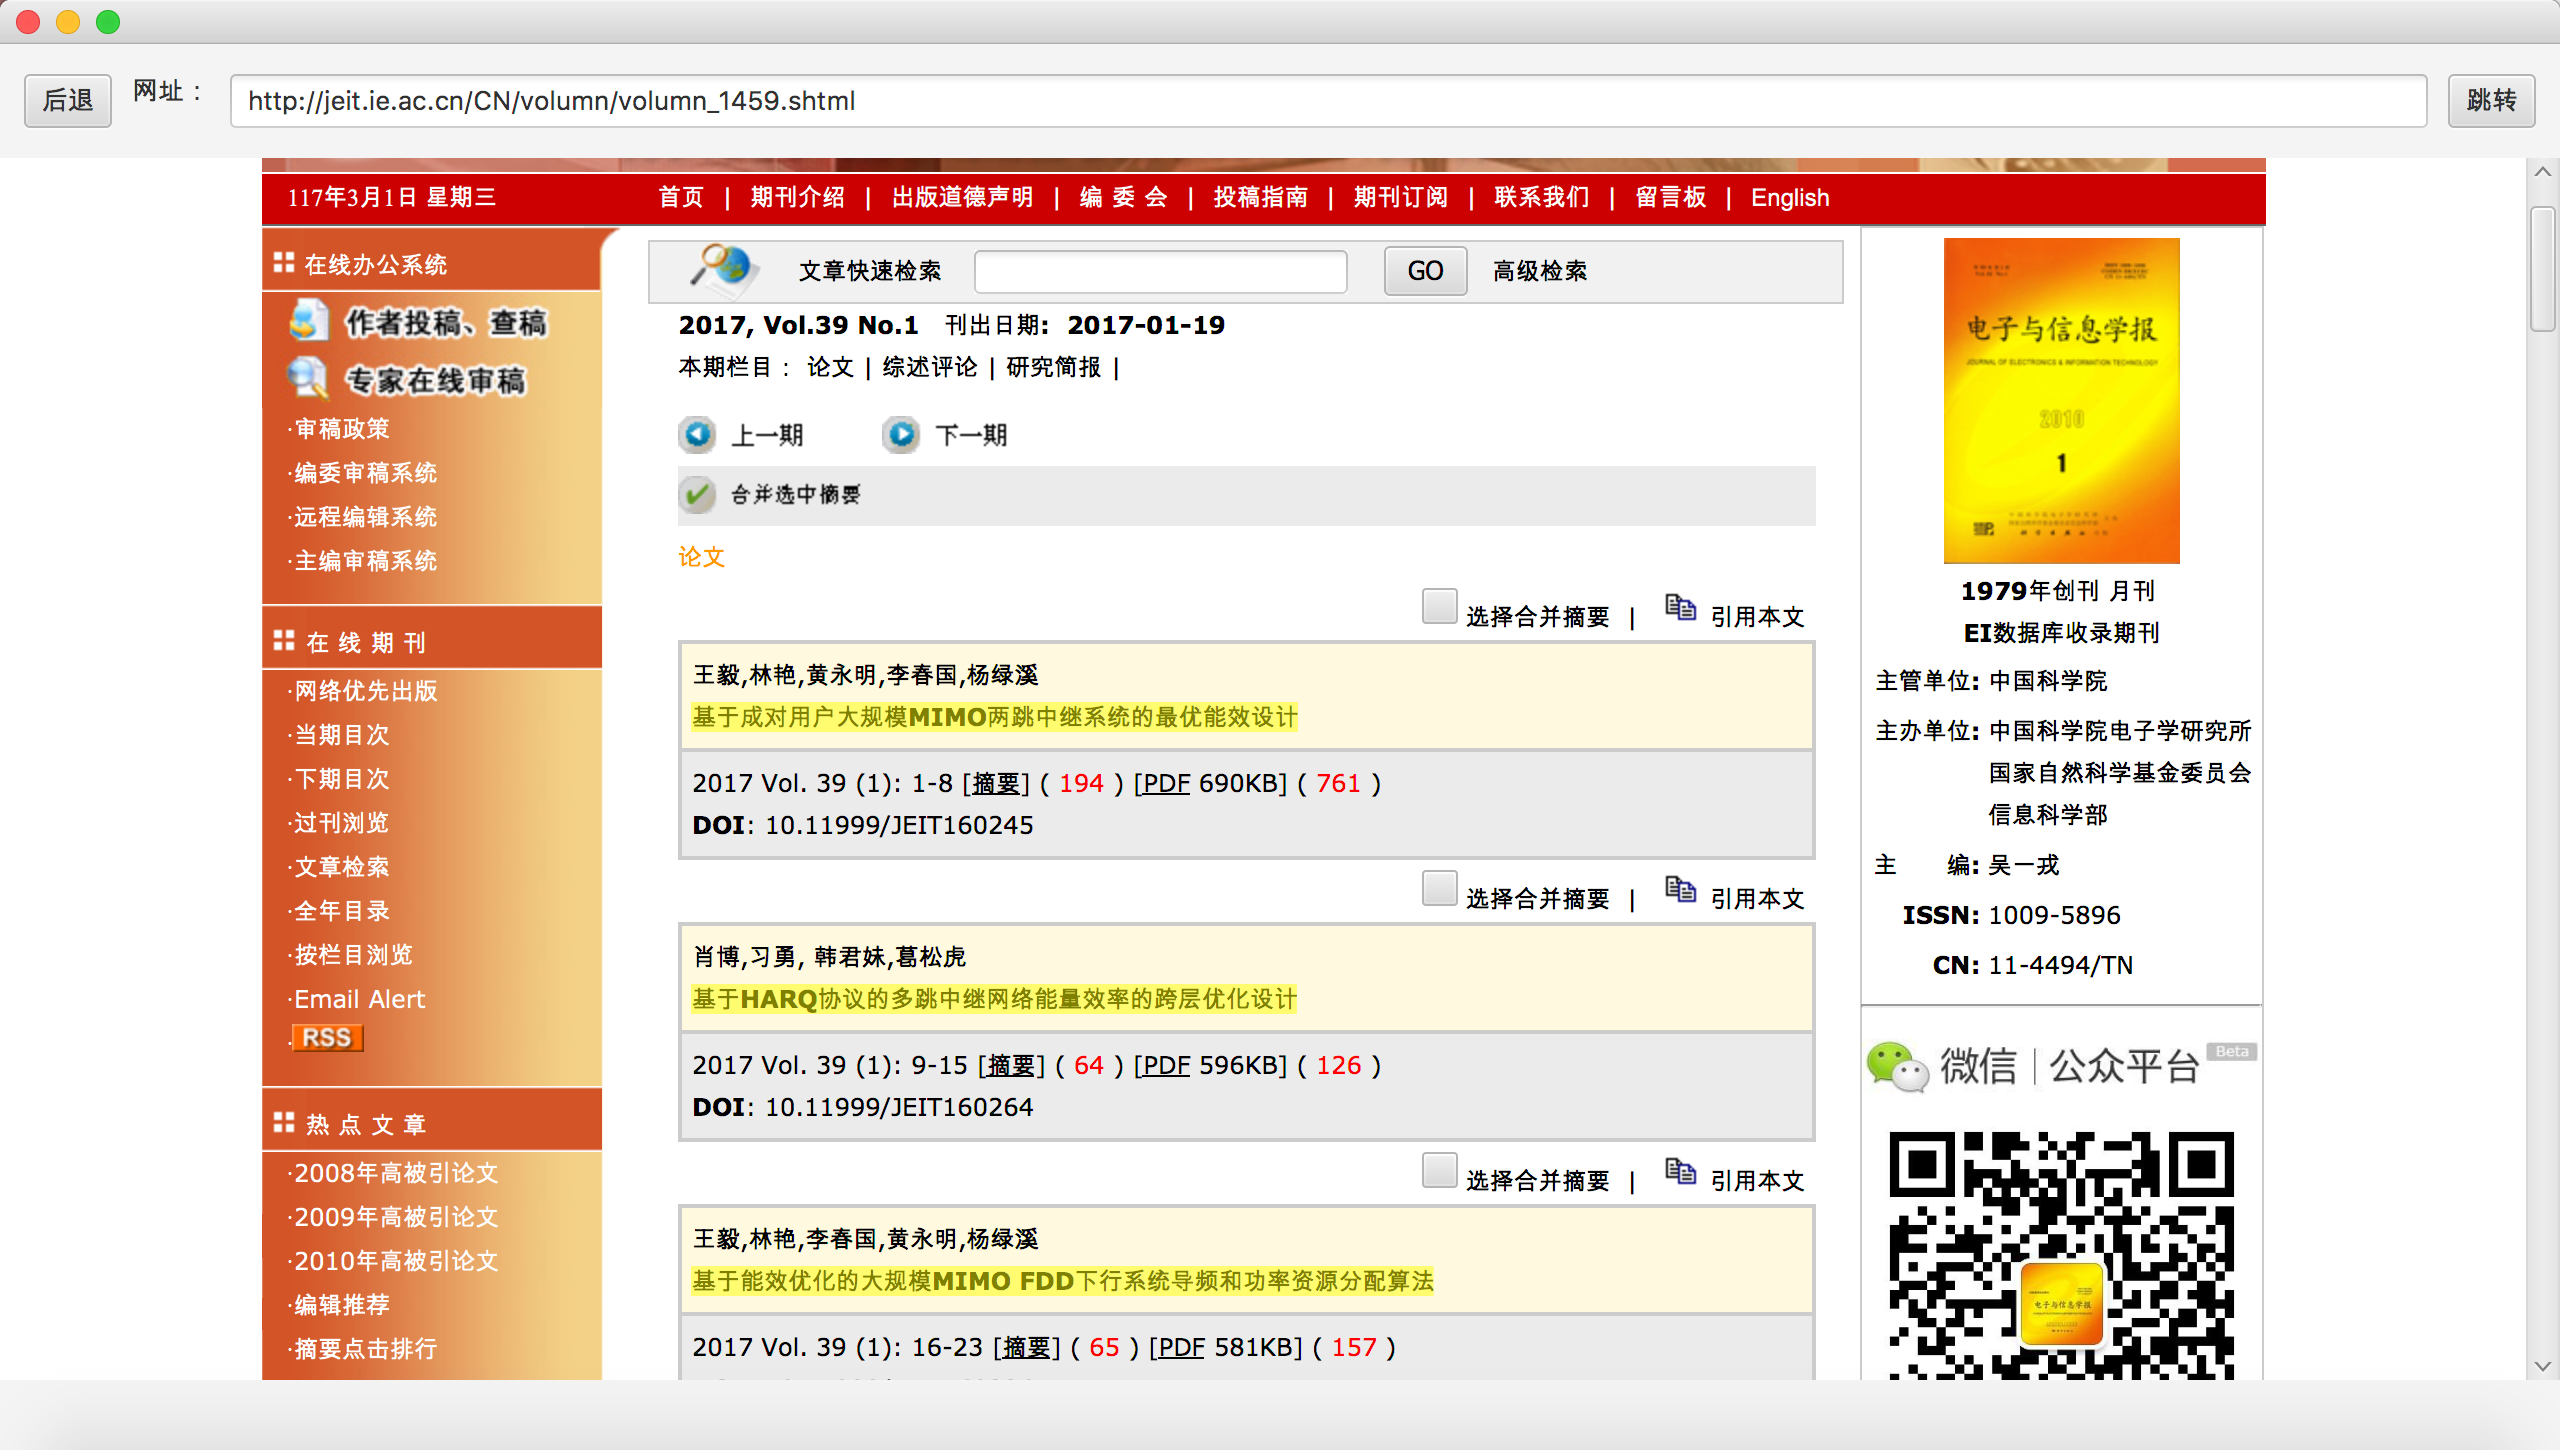 后退 网址： http://jeit.ie.ac.cn/CN/volumn/volumn_1459.shtml 跳转
117年3月1日 星期三 首页 | 期刊介绍 | 出版道德声明 | 编 委 会 | 投稿指南 | 期刊订阅 | 联系我们 | 留言板 | English
在线办公系统
作者投稿、查稿
专家在线审稿
·审稿政策
·编委审稿系统
·远程编辑系统
·主编审稿系统
在 线 期 刊
·网络优先出版
·当期目次
·下期目次
·过刊浏览
·文章检索
·全年目录
·按栏目浏览
·Email Alert
·RSS
热 点 文 章
·2008年高被引论文
·2009年高被引论文
·2010年高被引论文
·编辑推荐
·摘要点击排行
文章快速检索 GO 高级检索
2017, Vol.39 No.1 刊出日期: 2017-01-19
本期栏目： 论文 | 综述评论 | 研究简报 |
上一期 下一期
合并选中摘要
论文
选择合并摘要 | 引用本文
王毅,林艳,黄永明,李春国,杨绿溪
基于成对用户大规模MIMO两跳中继系统的最优能效设计
2017 Vol. 39 (1): 1-8 [摘要] ( 194 ) [PDF 690KB] ( 761 )
DOI: 10.11999/JEIT160245
选择合并摘要 | 引用本文
肖博,习勇, 韩君妹,葛松虎
基于HARQ协议的多跳中继网络能量效率的跨层优化设计
2017 Vol. 39 (1): 9-15 [摘要] ( 64 ) [PDF 596KB] ( 126 )
DOI: 10.11999/JEIT160264
选择合并摘要 | 引用本文
王毅,林艳,李春国,黄永明,杨绿溪
基于能效优化的大规模MIMO FDD下行系统导频和功率资源分配算法
2017 Vol. 39 (1): 16-23 [摘要] ( 65 ) [PDF 581KB] ( 157 )
电子与信息学报
JOURNAL OF ELECTRONICS & INFORMATION TECHNOLOGY
2010
1
1979年创刊 月刊
EI数据库收录期刊
主管单位: 中国科学院
主办单位: 中国科学院电子学研究所
国家自然科学基金委员会
信息科学部
主 编: 吴一戎
ISSN: 1009-5896
CN: 11-4494/TN
微信 | 公众平台 Beta
电子与信息学报